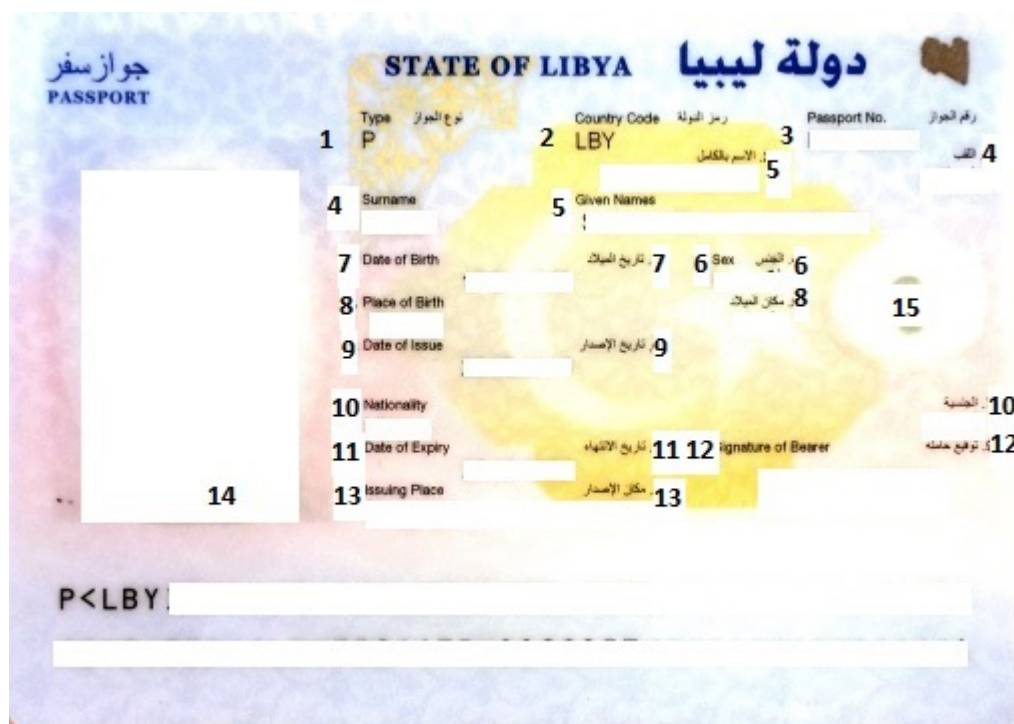 جواز سفر STATE OF LIBYA دولة ليبيا
PASSPORT
Type نوع الجواز Country Code رمز الدولة Passport No. رقم الجواز
1 P 2 LBY 3
الاسم بالكامل 5 اللقب 4
4 Surname 5 Given Names
7 Date of Birth تاريخ الميلاد 7 6 Sex الجنس 6
8 Place of Birth مكان الميلاد 8
15
9 Date of Issue تاريخ الإصدار 9
10 Nationality الجنسية 10
11 Date of Expiry تاريخ الانتهاء 11 12 ignature of Bearer توقيع حامله 12
14 13 Issuing Place مكان الإصدار 13
P<LBY